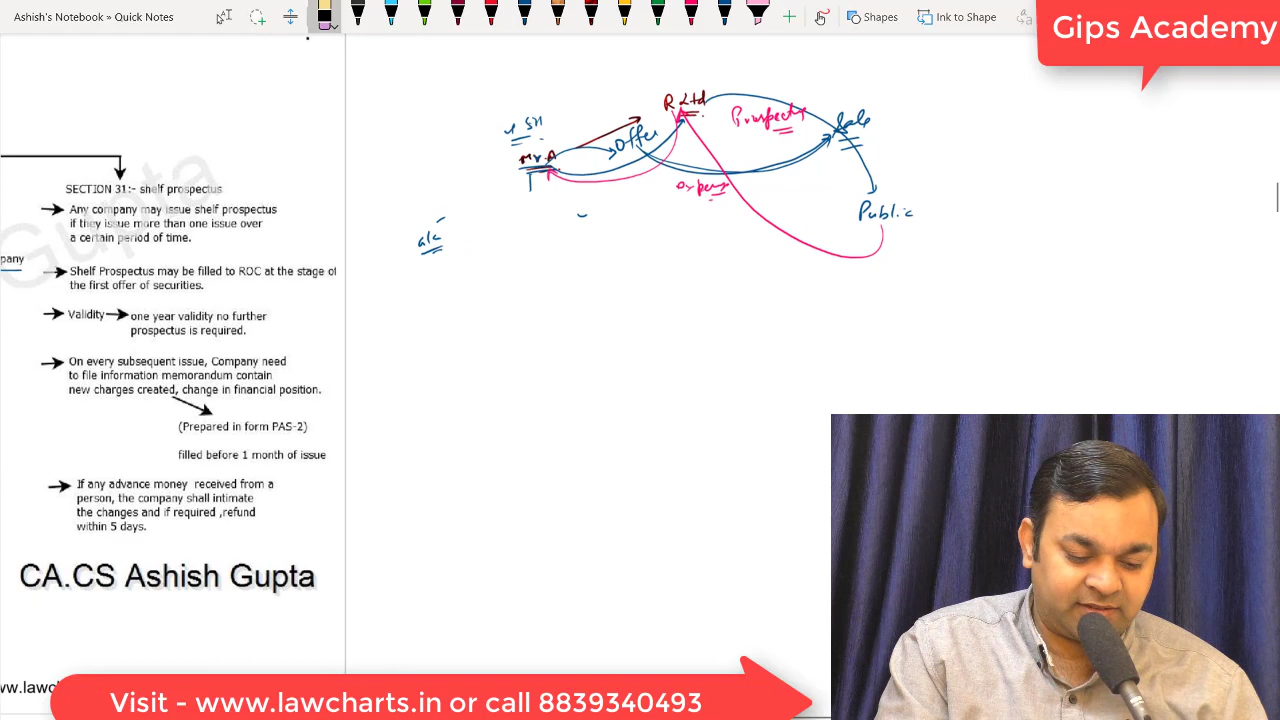 Ashish's Notebook » Quick Notes
Shapes
Ink to Shape
Gips Academy
R Ltd
Prospectus
Sale
Offer
4 SH
Mr. A
Public
a/c
SECTION 31:- shelf prospectus
Any company may issue shelf prospectus
if they issue more than one issue over
a certain period of time.
pany
Shelf Prospectus may be filled to ROC at the stage of
the first offer of securities.
Validity
one year validity no further
prospectus is required.
On every subsequent issue, Company need
to file information memorandum contain
new charges created, change in financial position.
(Prepared in form PAS-2)
filled before 1 month of issue
If any advance money received from a
person, the company shall intimate
the changes and if required ,refund
within 5 days.
Gupta
CA.CS Ashish Gupta
ww.lawc
Visit - www.lawcharts.in or call 8839340493